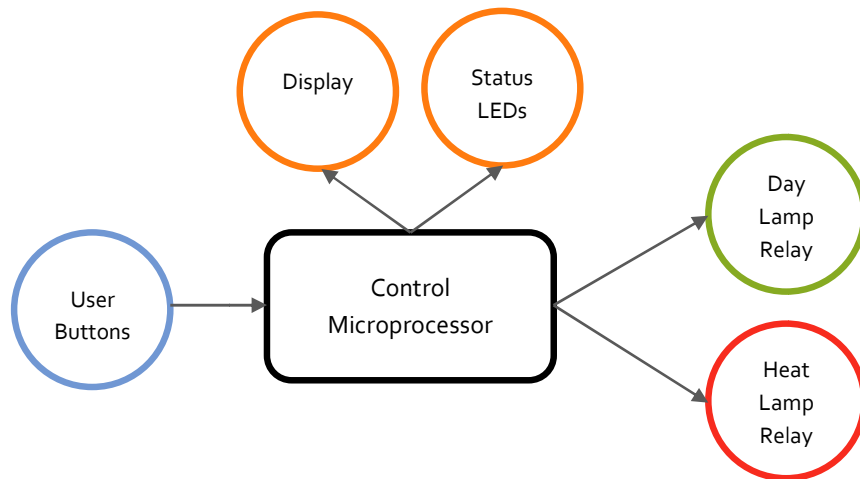 Display
Status
LEDs
Day
Lamp
Relay
User
Buttons
Control
Microprocessor
Heat
Lamp
Relay